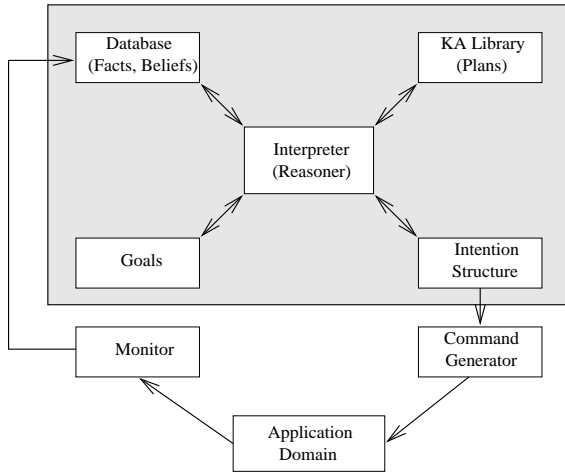 Database
(Facts, Beliefs)
KA Library
(Plans)
Interpreter
(Reasoner)
Goals
Intention
Structure
Monitor
Command
Generator
Application
Domain